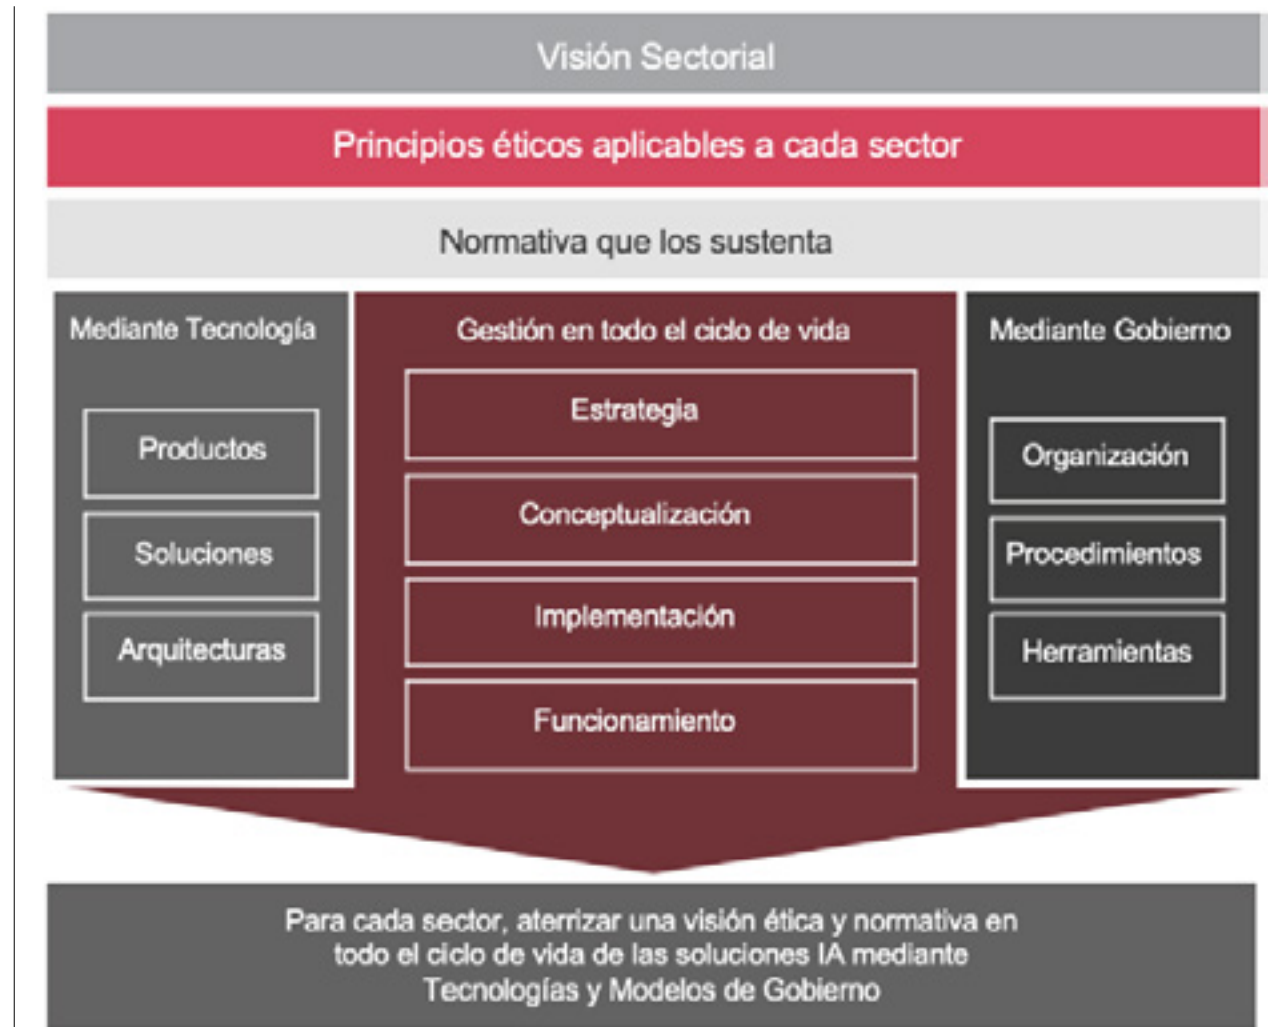 Visión Sectorial
Principios éticos aplicables a cada sector
Normativa que los sustenta
Mediante Tecnología
Productos
Soluciones
Arquitecturas
Gestión en todo el ciclo de vida
Estrategia
Conceptualización
Implementación
Funcionamiento
Mediante Gobierno
Organización
Procedimientos
Herramientas
Para cada sector, aterrizar una visión ética y normativa en
todo el ciclo de vida de las soluciones IA mediante
Tecnologías y Modelos de Gobierno